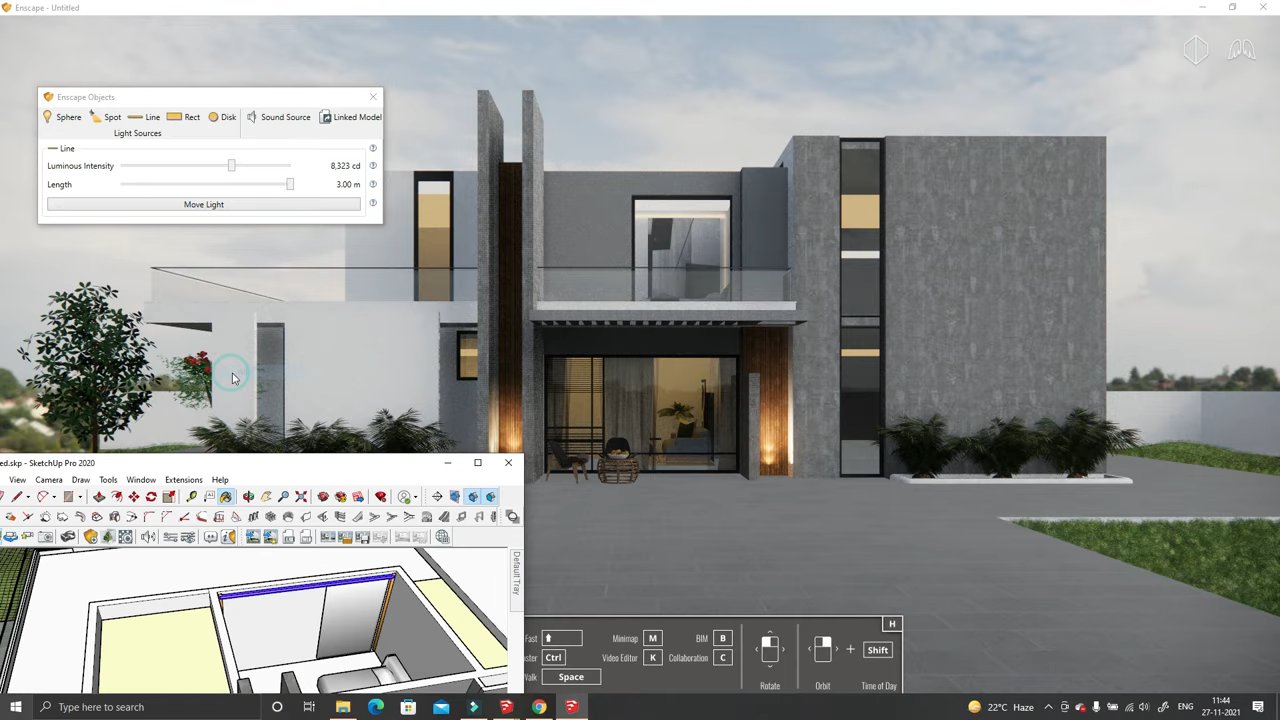 Enscape - Untitled
Enscape Objects
Sphere Spot Line Rect Disk Sound Source Linked Model
Light Sources
Line
Luminous Intensity 8,323 cd
Length 3.00 m
Move Light
ed.skp - SketchUp Pro 2020
View Camera Draw Tools Window Extensions Help
Default Tray
H
Fast Minimap M BIM B
ster Ctrl Video Editor K Collaboration C + Shift
Walk Space Rotate Orbit Time of Day
Type here to search
22°C Haze ENG 11:44
27-11-2021